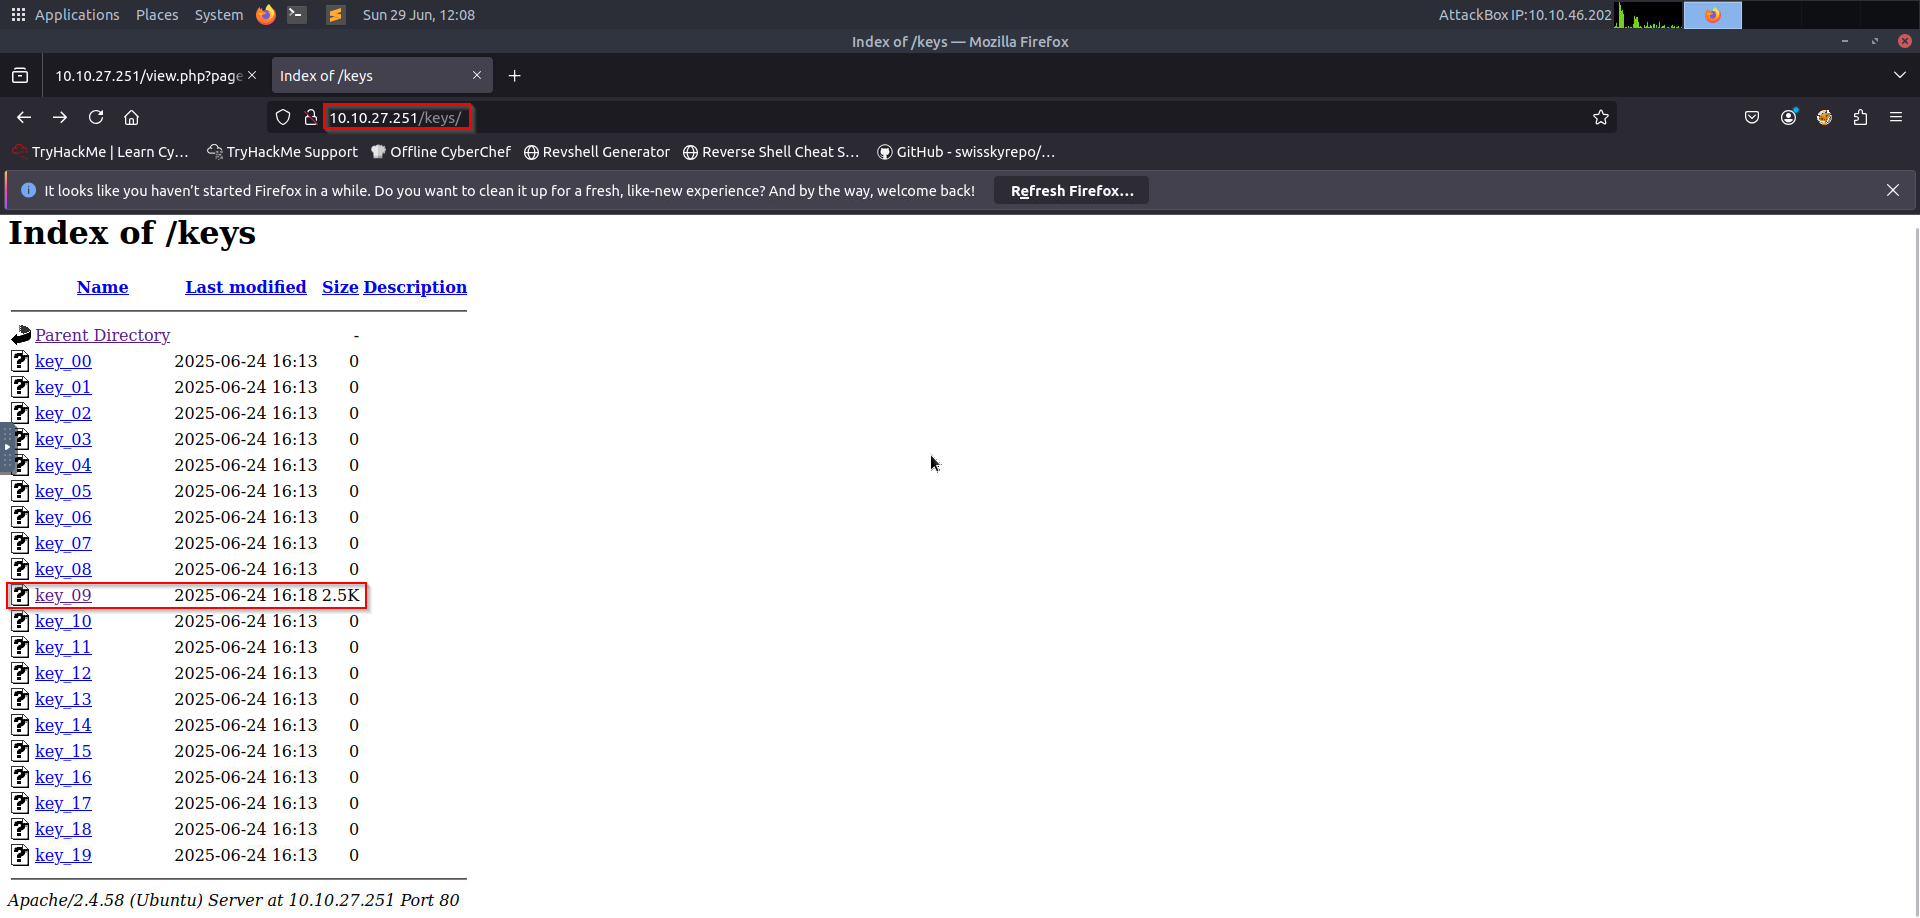 Applications Places System Sun 29 Jun, 12:08 AttackBox IP:10.10.46.202
Index of /keys — Mozilla Firefox
10.10.27.251/view.php?page Index of /keys
10.10.27.251/keys/
TryHackMe | Learn Cy... TryHackMe Support Offline CyberChef Revshell Generator Reverse Shell Cheat S... GitHub - swisskyrepo/...
It looks like you haven't started Firefox in a while. Do you want to clean it up for a fresh, like-new experience? And by the way, welcome back! Refresh Firefox...
Index of /keys
Name Last modified Size Description
Parent Directory -
key_00 2025-06-24 16:13 0
key_01 2025-06-24 16:13 0
key_02 2025-06-24 16:13 0
key_03 2025-06-24 16:13 0
key_04 2025-06-24 16:13 0
key_05 2025-06-24 16:13 0
key_06 2025-06-24 16:13 0
key_07 2025-06-24 16:13 0
key_08 2025-06-24 16:13 0
key_09 2025-06-24 16:18 2.5K
key_10 2025-06-24 16:13 0
key_11 2025-06-24 16:13 0
key_12 2025-06-24 16:13 0
key_13 2025-06-24 16:13 0
key_14 2025-06-24 16:13 0
key_15 2025-06-24 16:13 0
key_16 2025-06-24 16:13 0
key_17 2025-06-24 16:13 0
key_18 2025-06-24 16:13 0
key_19 2025-06-24 16:13 0
Apache/2.4.58 (Ubuntu) Server at 10.10.27.251 Port 80